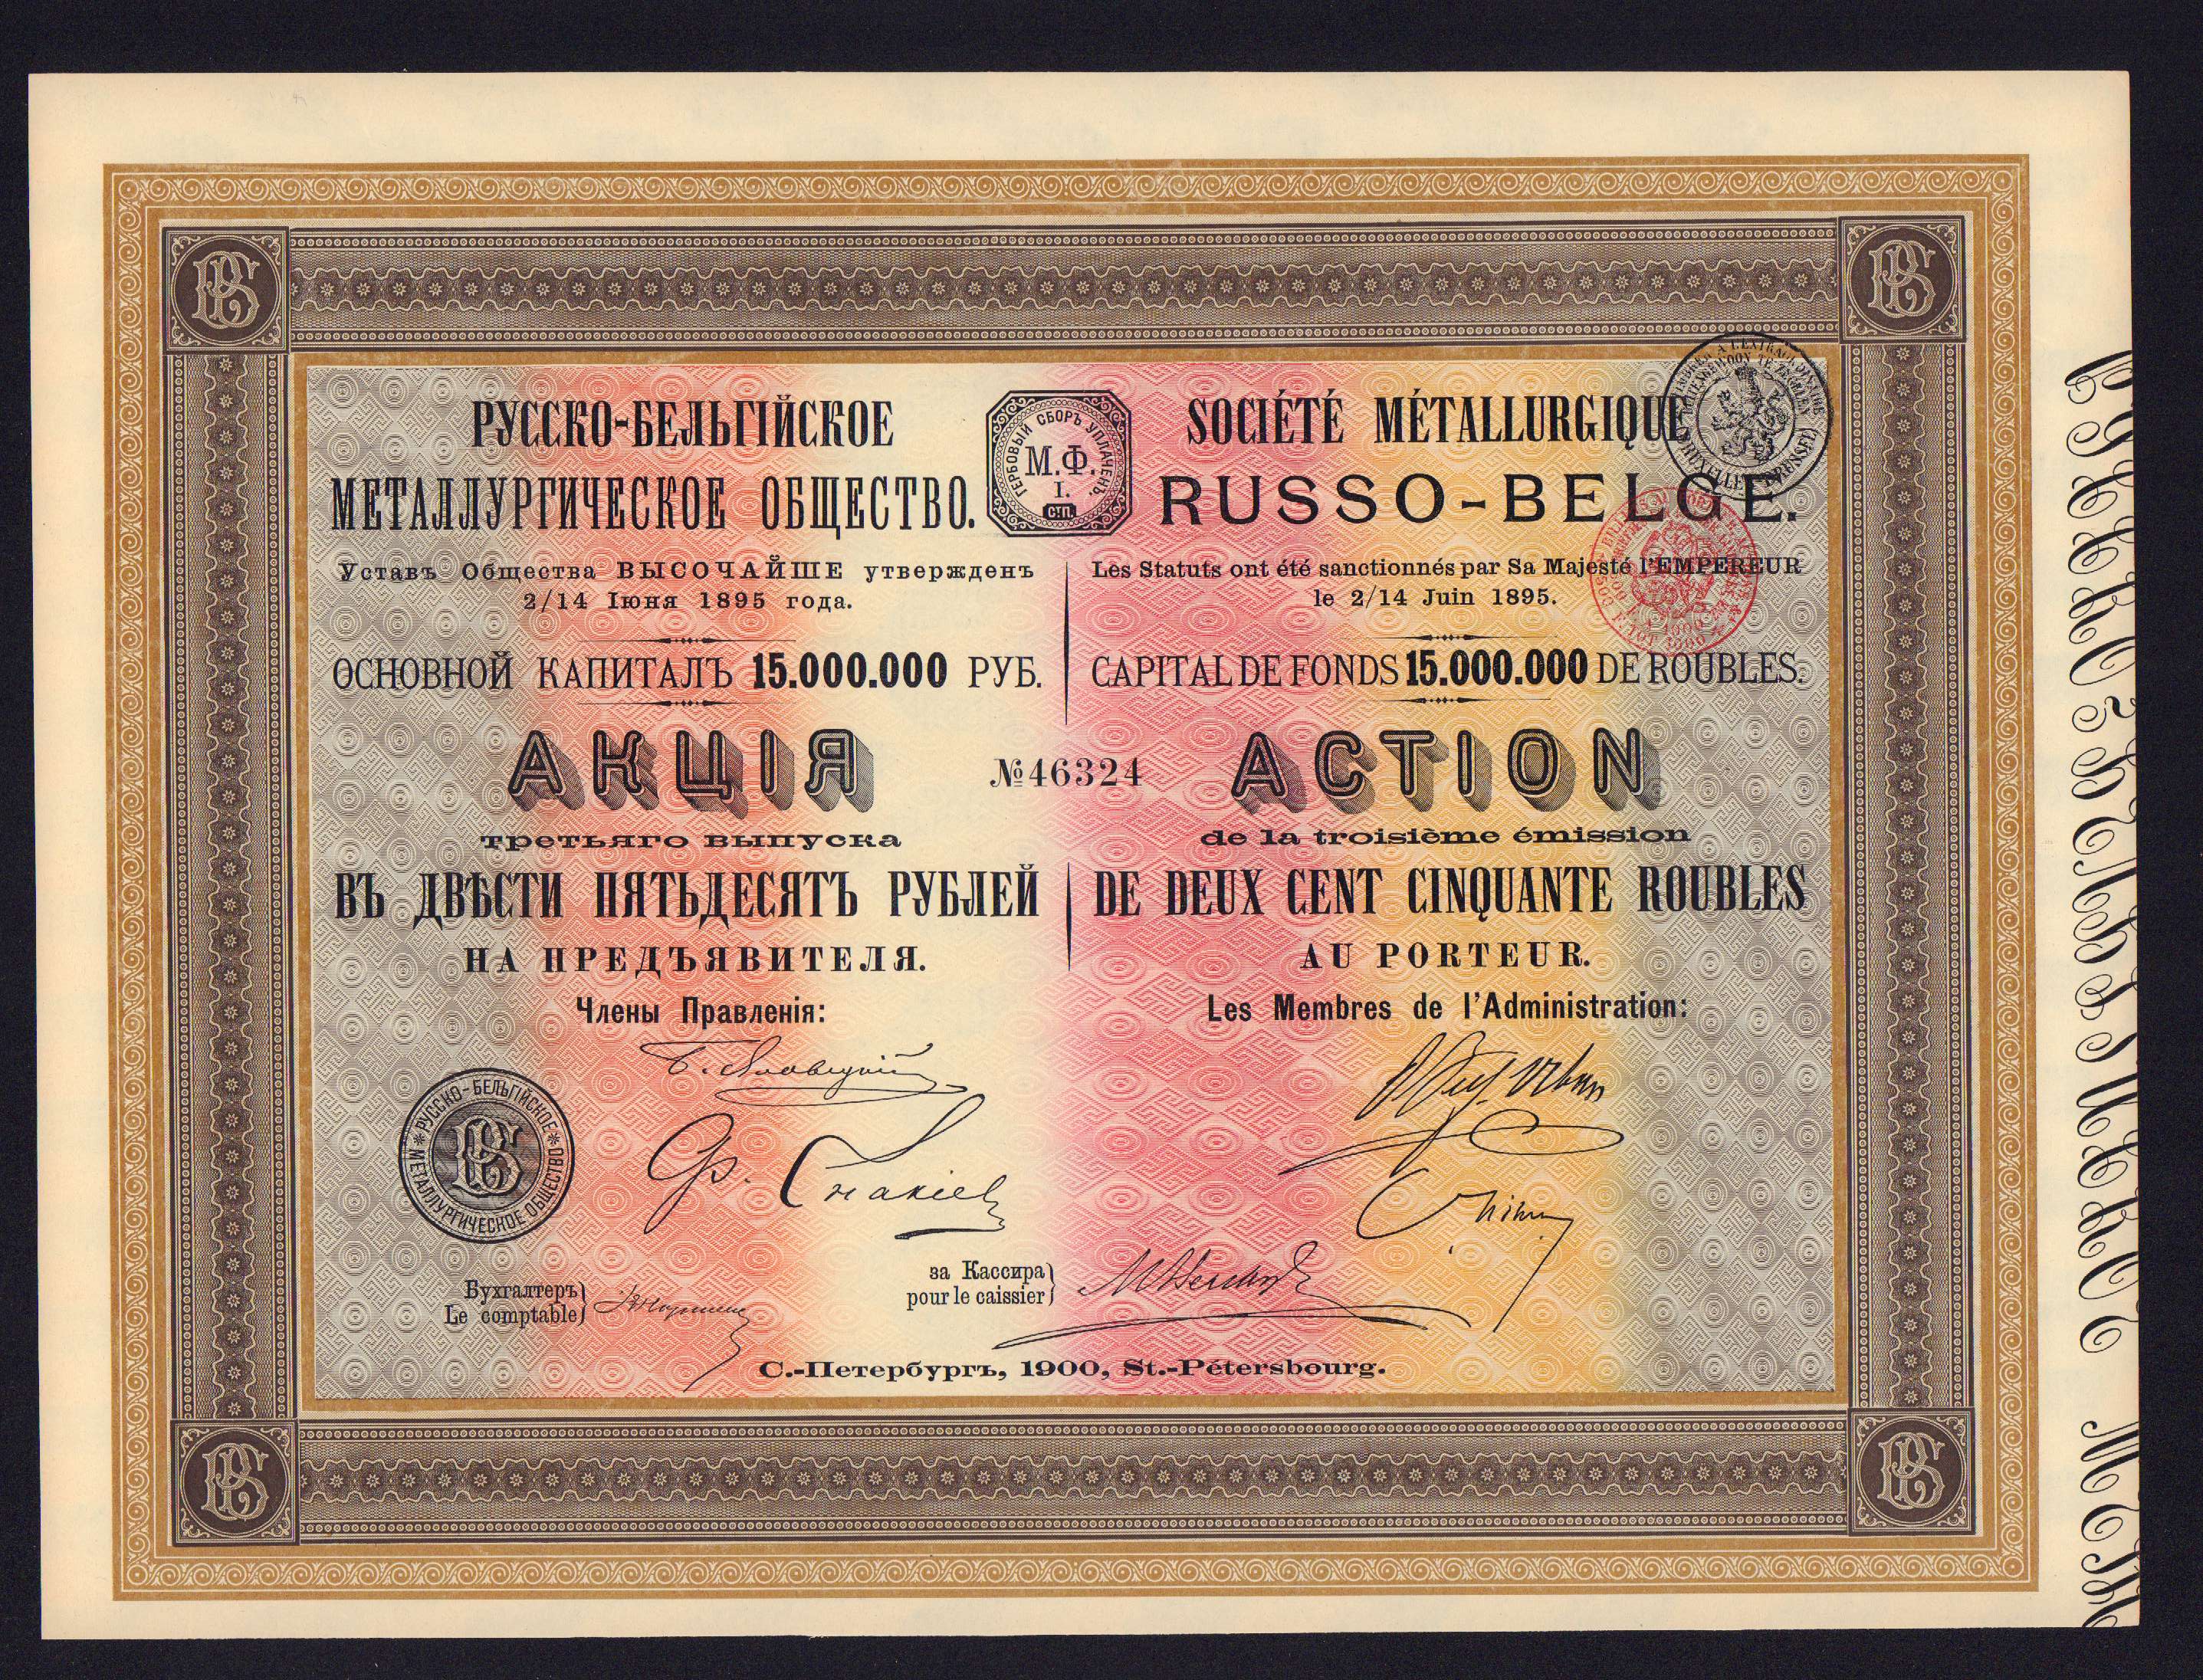 РУССКО-БЕЛЬГІЙСКОЕ
МЕТАЛЛУРГИЧЕСКОЕ ОБЩЕСТВО.
Уставъ Общества ВЫСОЧАЙШЕ утвержденъ
2/14 Іюня 1895 года.
ОСНОВНОЙ КАПИТАЛЪ 15.000.000 РУБ.
АКЦІЯ
третьяго выпуска
ВЪ ДВѢСТИ ПЯТЬДЕСЯТЪ РУБЛЕЙ
НА ПРЕДЪЯВИТЕЛЯ.
Члены Правленія:
ГЕРБОВЫЙ СБОРЪ УПЛАЧЕНЪ.
М.Ф.
I.
СТП.
№ 46324
SOCIÉTÉ MÉTALLURGIQUE
RUSSO-BELGE.
Les Statuts ont été sanctionnés par Sa Majesté l'EMPEREUR
le 2/14 Juin 1895.
CAPITAL DE FONDS 15.000.000 DE ROUBLES.
ACTION
de la troisième émission
DE DEUX CENT CINQUANTE ROUBLES
AU PORTEUR.
Les Membres de l'Administration:
РУССКО-БЕЛЬГІЙСКОЕ
МЕТАЛЛУРГИЧЕСКОЕ ОБЩЕСТВО
Бухгалтеръ
Le comptable
за Кассира
pour le caissier
С.-Петербургъ, 1900, St.-Pétersbourg.